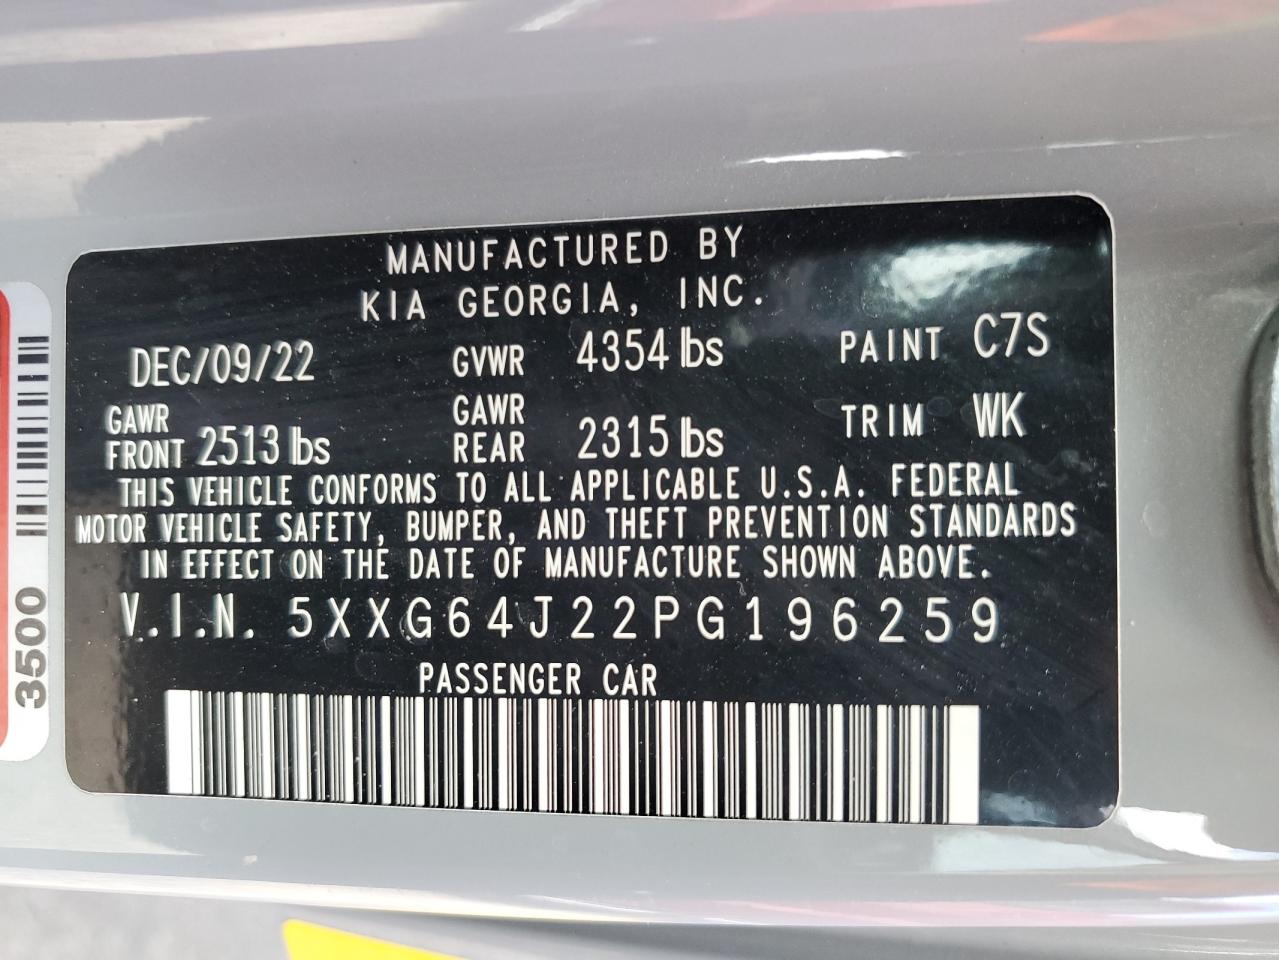 MANUFACTURED BY
KIA GEORGIA, INC.
DEC/09/22 GVWR 4354 lbs PAINT C7S
GAWR FRONT 2513 lbs GAWR REAR 2315 lbs TRIM WK
THIS VEHICLE CONFORMS TO ALL APPLICABLE U.S.A. FEDERAL
MOTOR VEHICLE SAFETY, BUMPER, AND THEFT PREVENTION STANDARDS
IN EFFECT ON THE DATE OF MANUFACTURE SHOWN ABOVE.
V.I.N. 5XXG64J22PG196259
PASSENGER CAR
3500